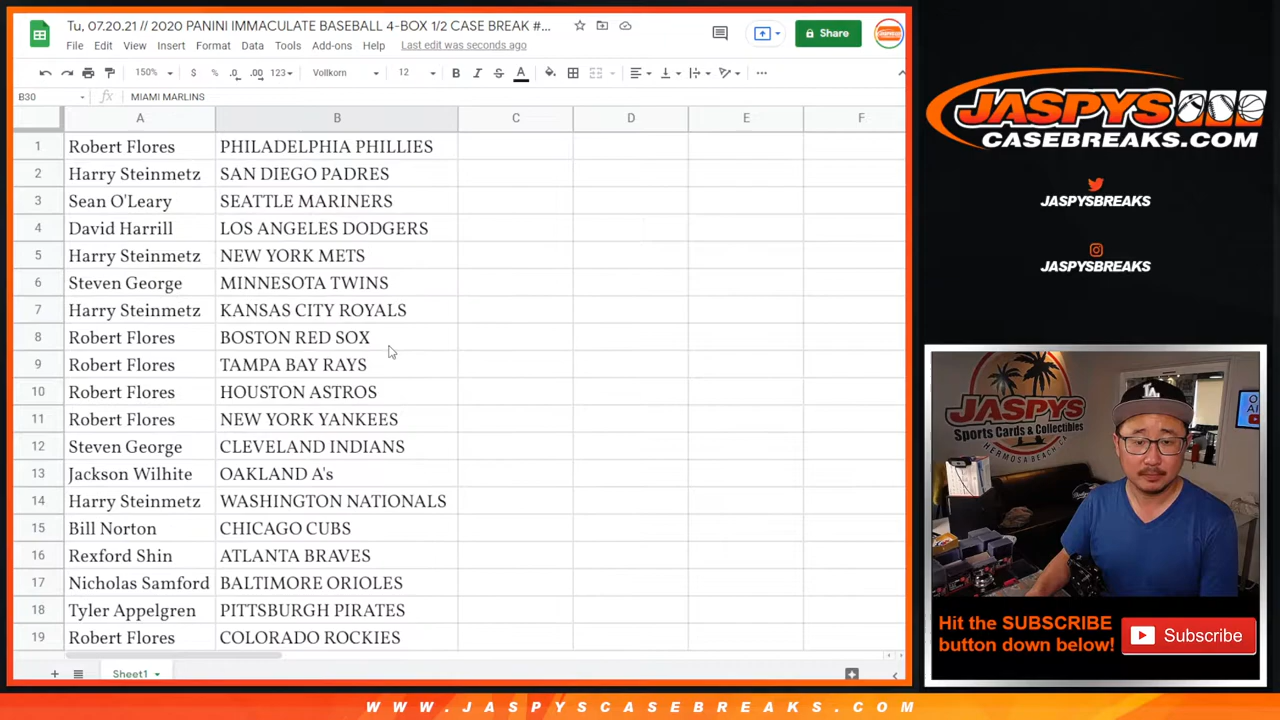 Tu, 07.20.21 // 2020 PANINI IMMACULATE BASEBALL 4-BOX 1/2 CASE BREAK #...
File Edit View Insert Format Data Tools Add-ons Help Last edit was seconds ago
Share
150% $ % .0 .00 123 Vollkorn 12 B I S A
B30 fx MIAMI MARLINS
A B C D E F
1 Robert Flores PHILADELPHIA PHILLIES
2 Harry Steinmetz SAN DIEGO PADRES
3 Sean O'Leary SEATTLE MARINERS
4 David Harrill LOS ANGELES DODGERS
5 Harry Steinmetz NEW YORK METS
6 Steven George MINNESOTA TWINS
7 Harry Steinmetz KANSAS CITY ROYALS
8 Robert Flores BOSTON RED SOX
9 Robert Flores TAMPA BAY RAYS
10 Robert Flores HOUSTON ASTROS
11 Robert Flores NEW YORK YANKEES
12 Steven George CLEVELAND INDIANS
13 Jackson Wilhite OAKLAND A's
14 Harry Steinmetz WASHINGTON NATIONALS
15 Bill Norton CHICAGO CUBS
16 Rexford Shin ATLANTA BRAVES
17 Nicholas Samford BALTIMORE ORIOLES
18 Tyler Appelgren PITTSBURGH PIRATES
19 Robert Flores COLORADO ROCKIES
Sheet1
JASPYS
CASEBREAKS.COM
JASPYSBREAKS
JASPYSBREAKS
JASPYS
Sports Cards & Collectibles
HERMOSA BEACH, CA
LA
Hit the SUBSCRIBE
button down below!
Subscribe
WWW.JASPYSCASEBREAKS.COM